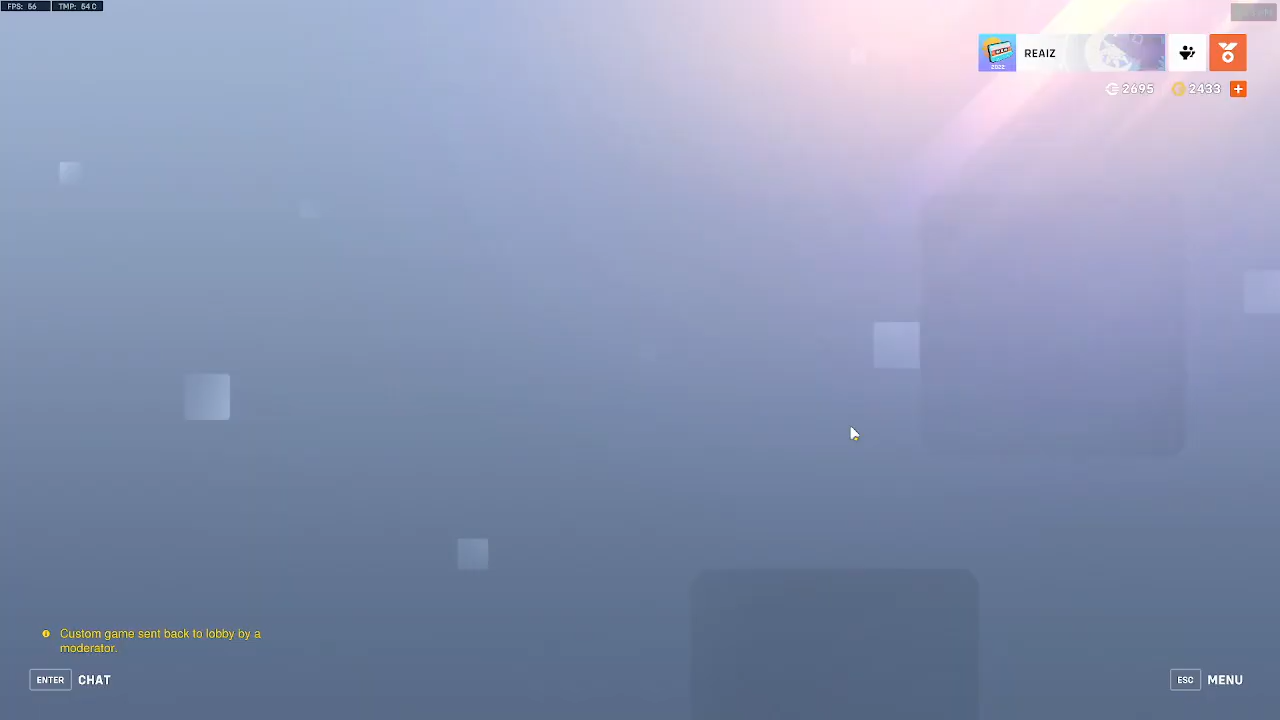 FPS: 56 TMP: 54 C
REAIZ
2022
2695 2433 +
Custom game sent back to lobby by a
moderator.
ENTER CHAT
ESC MENU